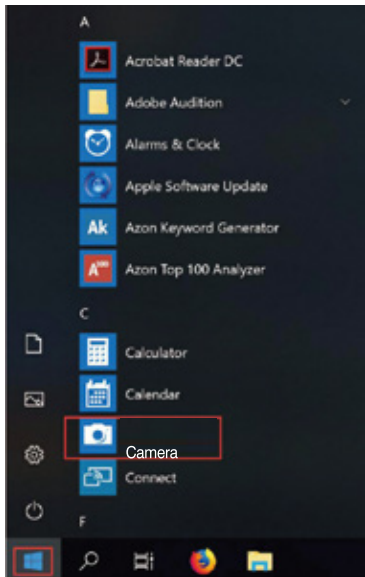 A
Acrobat Reader DC
Adobe Audition
Alarms & Clock
Apple Software Update
Ak Azon Keyword Generator
Azon Top 100 Analyzer
C
Calculator
Calendar
Camera
Connect
F